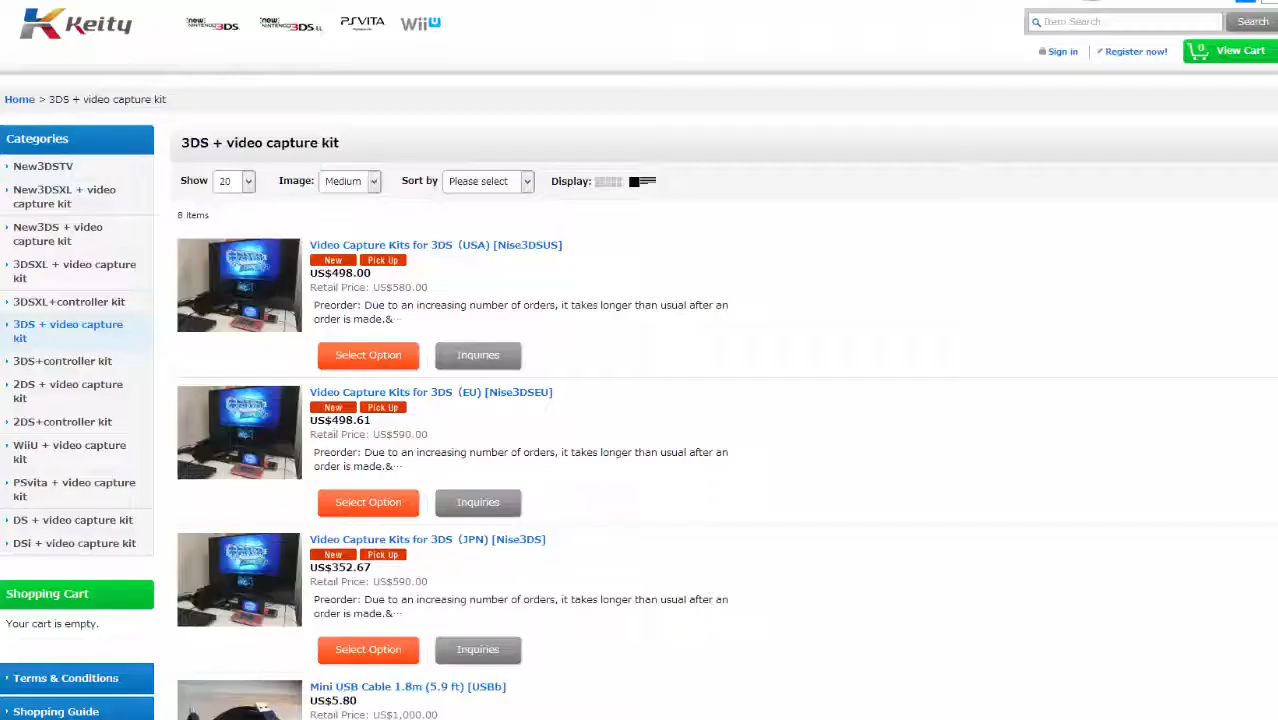 Keity
new NINTENDO3DS
new NINTENDO3DS LL
PSVITA
WiiU
Item Search
Search
Sign in
Register now!
0 View Cart
Home > 3DS + video capture kit
Categories
New3DSTV
New3DSXL + video
capture kit
New3DS + video
capture kit
3DSXL + video capture
kit
3DSXL+controller kit
3DS + video capture
kit
3DS+controller kit
2DS + video capture
kit
2DS+controller kit
WiiU + video capture
kit
PSvita + video capture
kit
DS + video capture kit
DSi + video capture kit
Shopping Cart
Your cart is empty.
Terms & Conditions
Shopping Guide
3DS + video capture kit
Show 20 Image: Medium Sort by Please select Display:
8 Items
Video Capture Kits for 3DS（USA) [Nise3DSUS]
New Pick Up
US$498.00
Retail Price: US$580.00
Preorder: Due to an increasing number of orders, it takes longer than usual after an
order is made.&···
Select Option Inquiries
Video Capture Kits for 3DS（EU) [Nise3DSEU]
New Pick Up
US$498.61
Retail Price: US$590.00
Preorder: Due to an increasing number of orders, it takes longer than usual after an
order is made.&···
Select Option Inquiries
Video Capture Kits for 3DS（JPN) [Nise3DS]
New Pick Up
US$352.67
Retail Price: US$590.00
Preorder: Due to an increasing number of orders, it takes longer than usual after an
order is made.&···
Select Option Inquiries
Mini USB Cable 1.8m (5.9 ft) [USBb]
US$5.80
Retail Price: US$1,000.00